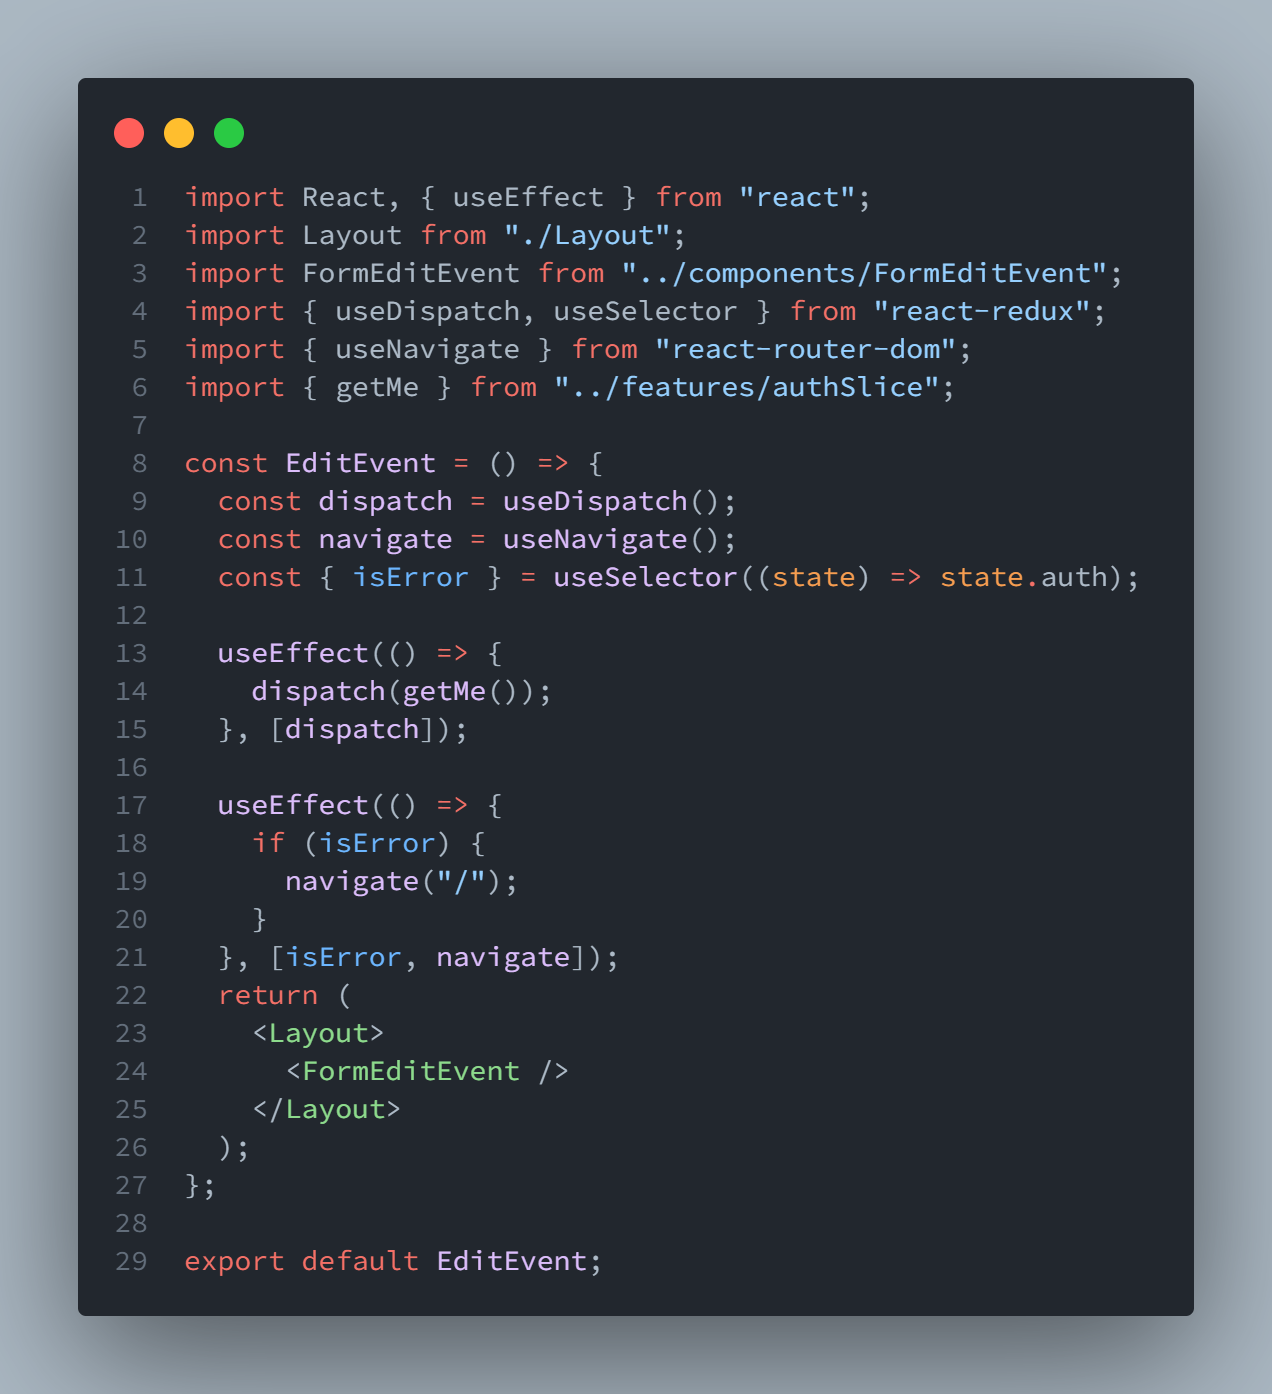 1 import React, { useEffect } from "react";
2 import Layout from "./Layout";
3 import FormEditEvent from "../components/FormEditEvent";
4 import { useDispatch, useSelector } from "react-redux";
5 import { useNavigate } from "react-router-dom";
6 import { getMe } from "../features/authSlice";
7
8 const EditEvent = () => {
9   const dispatch = useDispatch();
10   const navigate = useNavigate();
11   const { isError } = useSelector((state) => state.auth);
12
13   useEffect(() => {
14     dispatch(getMe());
15   }, [dispatch]);
16
17   useEffect(() => {
18     if (isError) {
19       navigate("/");
20     }
21   }, [isError, navigate]);
22   return (
23     <Layout>
24       <FormEditEvent />
25     </Layout>
26   );
27 };
28
29 export default EditEvent;